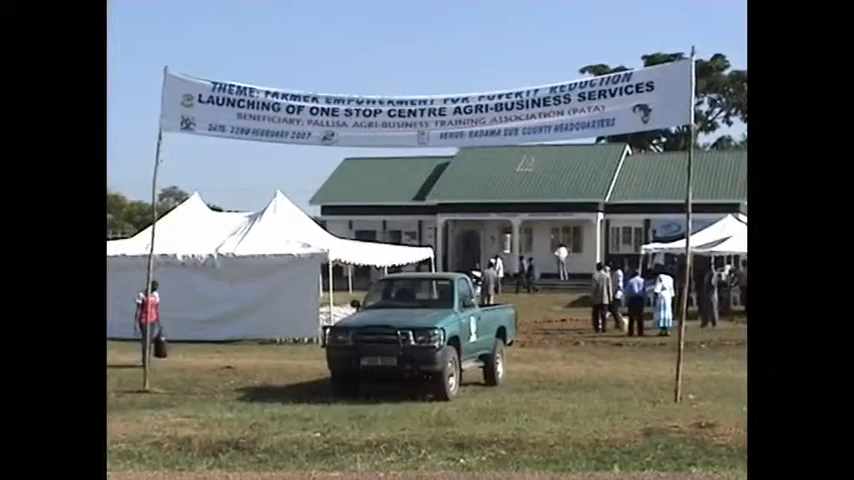 THEME: FARMER EMPOWERMENT FOR POVERTY REDUCTION
LAUNCHING OF ONE STOP CENTRE AGRI-BUSINESS SERVICES
BENEFICIARY: PALLISA AGRI-BUSINESS TRAINING ASSOCIATION (PATA)
DATE: 22ND FEBRUARY 2007 VENUE: KADAMA SUB COUNTY HEADQUARTERS